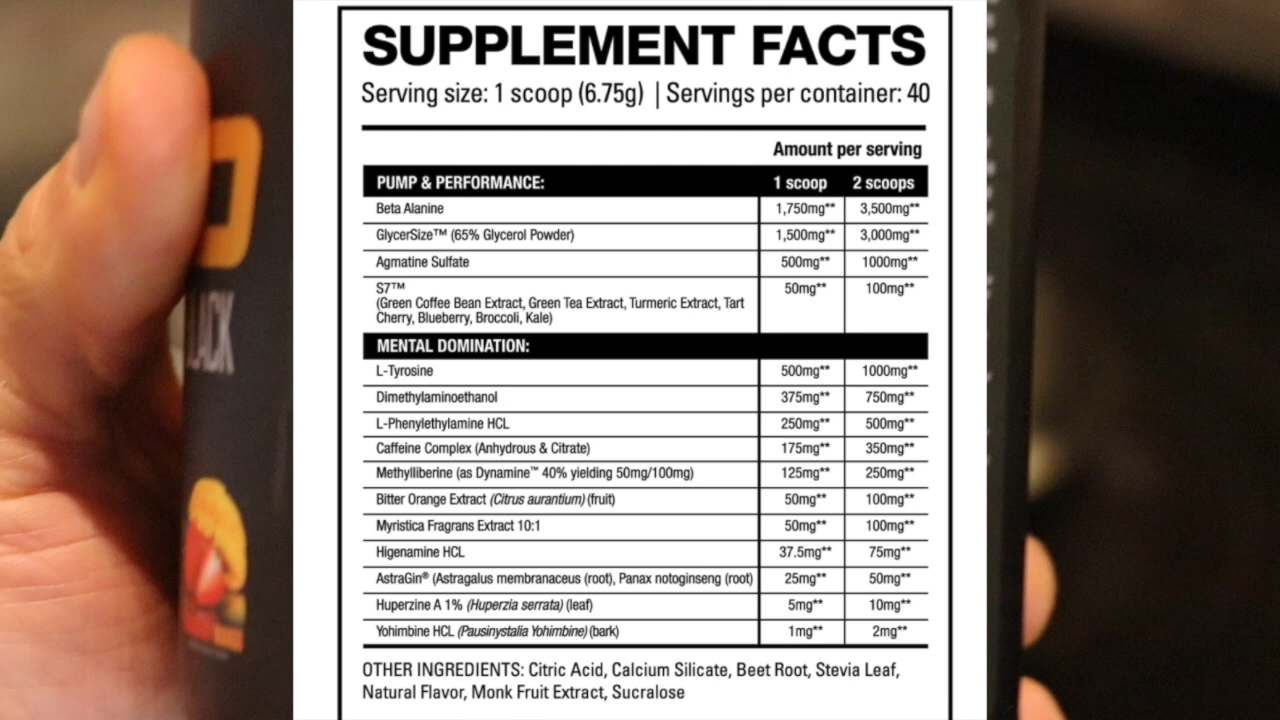 SUPPLEMENT FACTS
Serving size: 1 scoop (6.75g) | Servings per container: 40
Amount per serving
PUMP & PERFORMANCE: 1 scoop 2 scoops
Beta Alanine 1,750mg** 3,500mg**
GlycerSize™ (65% Glycerol Powder) 1,500mg** 3,000mg**
Agmatine Sulfate 500mg** 1000mg**
S7™ 50mg** 100mg**
(Green Coffee Bean Extract, Green Tea Extract, Turmeric Extract, Tart
Cherry, Blueberry, Broccoli, Kale)
MENTAL DOMINATION:
L-Tyrosine 500mg** 1000mg**
Dimethylaminoethanol 375mg** 750mg**
L-Phenylethylamine HCL 250mg** 500mg**
Caffeine Complex (Anhydrous & Citrate) 175mg** 350mg**
Methylliberine (as Dynamine™ 40% yielding 50mg/100mg) 125mg** 250mg**
Bitter Orange Extract (Citrus aurantium) (fruit) 50mg** 100mg**
Myristica Fragrans Extract 10:1 50mg** 100mg**
Higenamine HCL 37.5mg** 75mg**
AstraGin® (Astragalus membranaceus (root), Panax notoginseng (root) 25mg** 50mg**
Huperzine A 1% (Huperzia serrata) (leaf) 5mg** 10mg**
Yohimbine HCL (Pausinystalia Yohimbine) (bark) 1mg** 2mg**
OTHER INGREDIENTS: Citric Acid, Calcium Silicate, Beet Root, Stevia Leaf,
Natural Flavor, Monk Fruit Extract, Sucralose